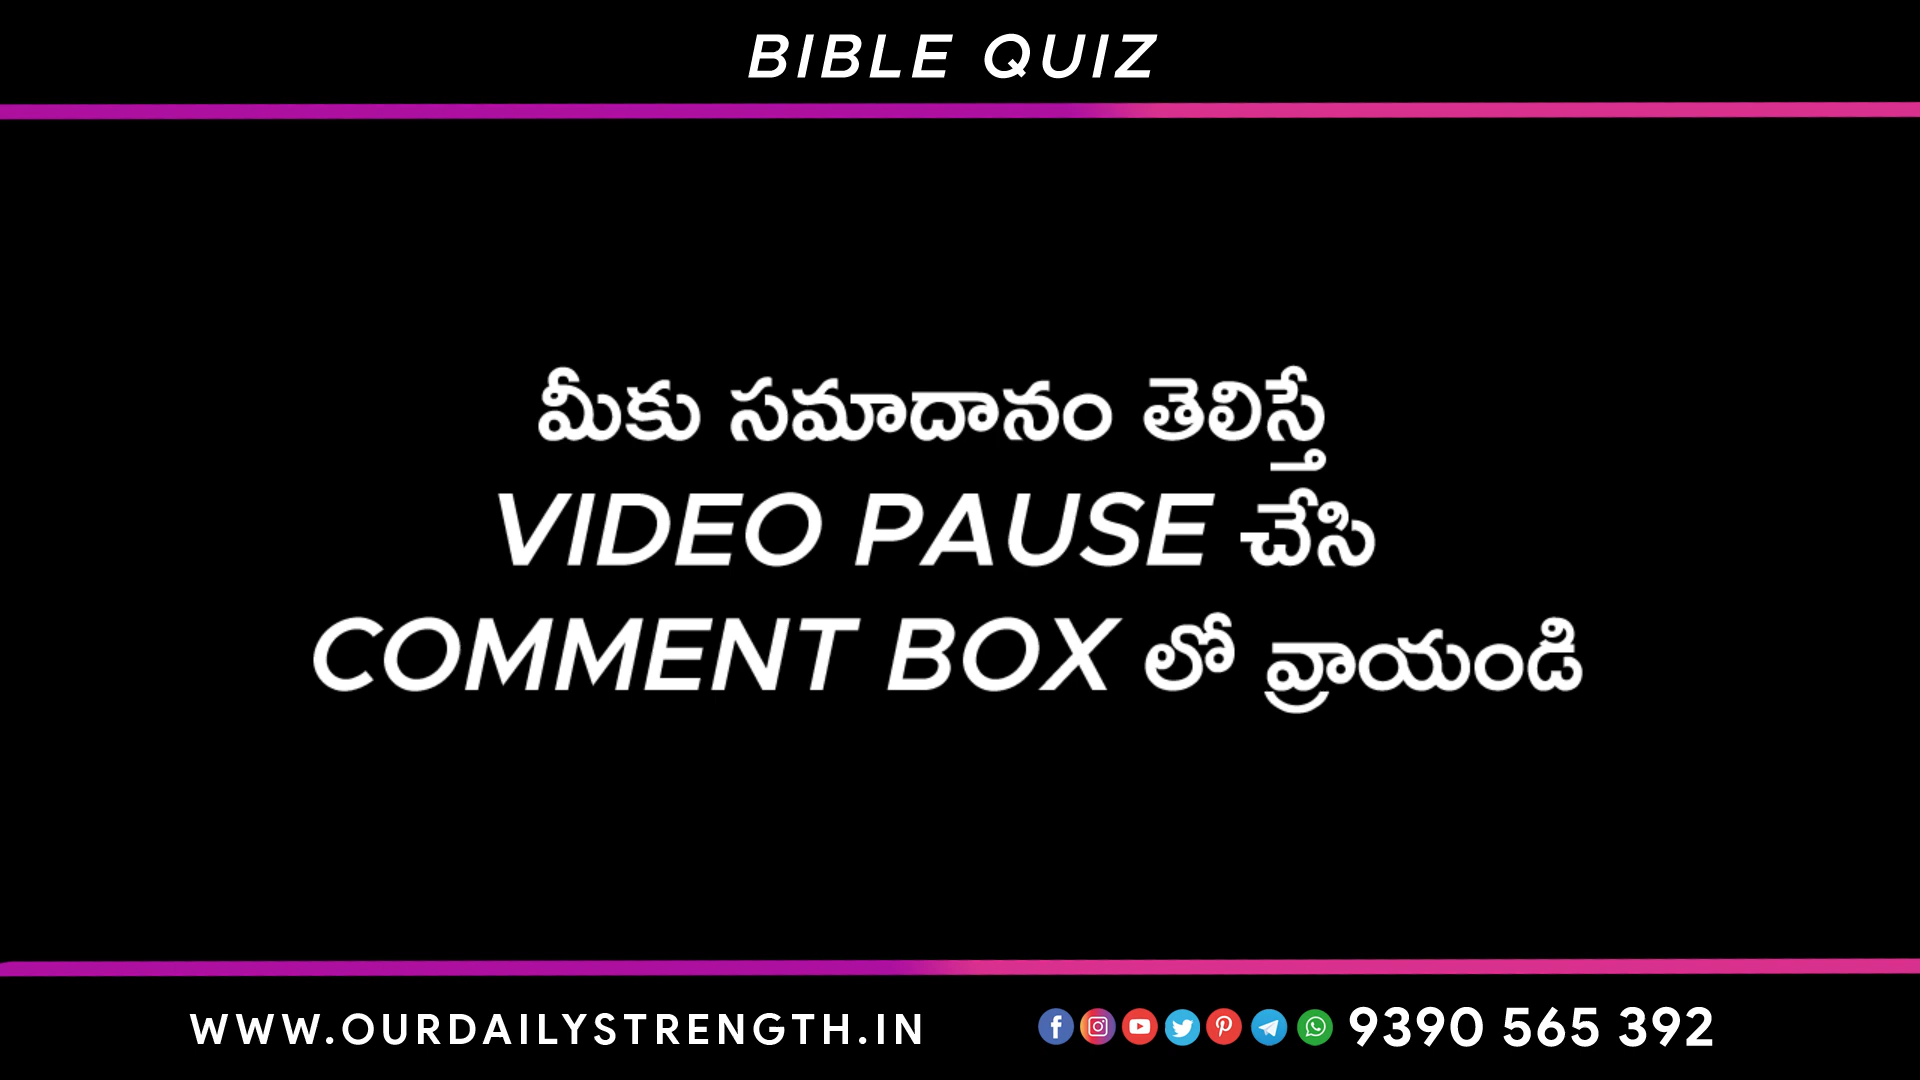 BIBLE QUIZ
మీకు సమాదానం తెలిస్తే
VIDEO PAUSE చేసి
COMMENT BOX లో వ్రాయండి
WWW.OURDAILYSTRENGTH.IN 9390 565 392